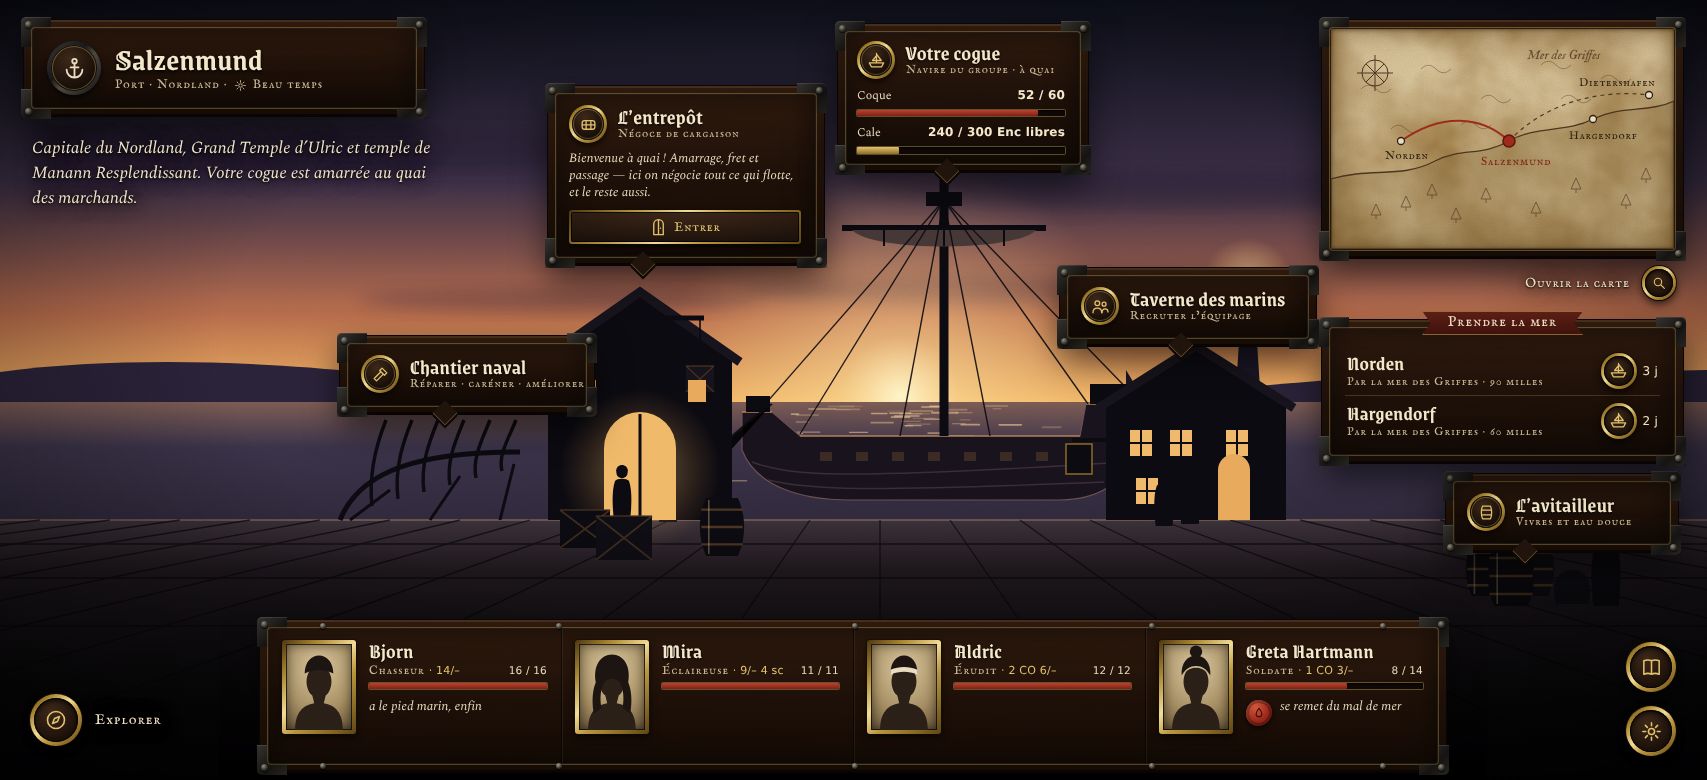 Salzenmund
Port · Nordland · Beau temps
Capitale du Nordland, Grand Temple d'Ulric et temple de
Manann Resplendissant. Votre cogue est amarrée au quai
des marchands.
L'entrepôt
Négoce de cargaison
Bienvenue à quai ! Amarrage, fret et
passage — ici on négocie tout ce qui flotte,
et le reste aussi.
Entrer
Votre cogue
Navire du groupe · à quai
Coque 52 / 60
Cale 240 / 300 Enc libres
Mer des Griffes
Dietershafen
Hargendorf
Norden
Salzenmund
Ouvrir la carte
Taverne des marins
Recruter l'équipage
Chantier naval
Réparer · caréner · améliorer
Prendre la mer
Norden
Par la mer des Griffes · 90 milles
3 j
Hargendorf
Par la mer des Griffes · 60 milles
2 j
L'avitailleur
Vivres et eau douce
Bjorn
Chasseur · 14/– 16 / 16
a le pied marin, enfin
Mira
Éclaireuse · 9/– 4 sc 11 / 11
Aldric
Érudit · 2 CO 6/– 12 / 12
Greta Hartmann
Soldate · 1 CO 3/– 8 / 14
se remet du mal de mer
Explorer